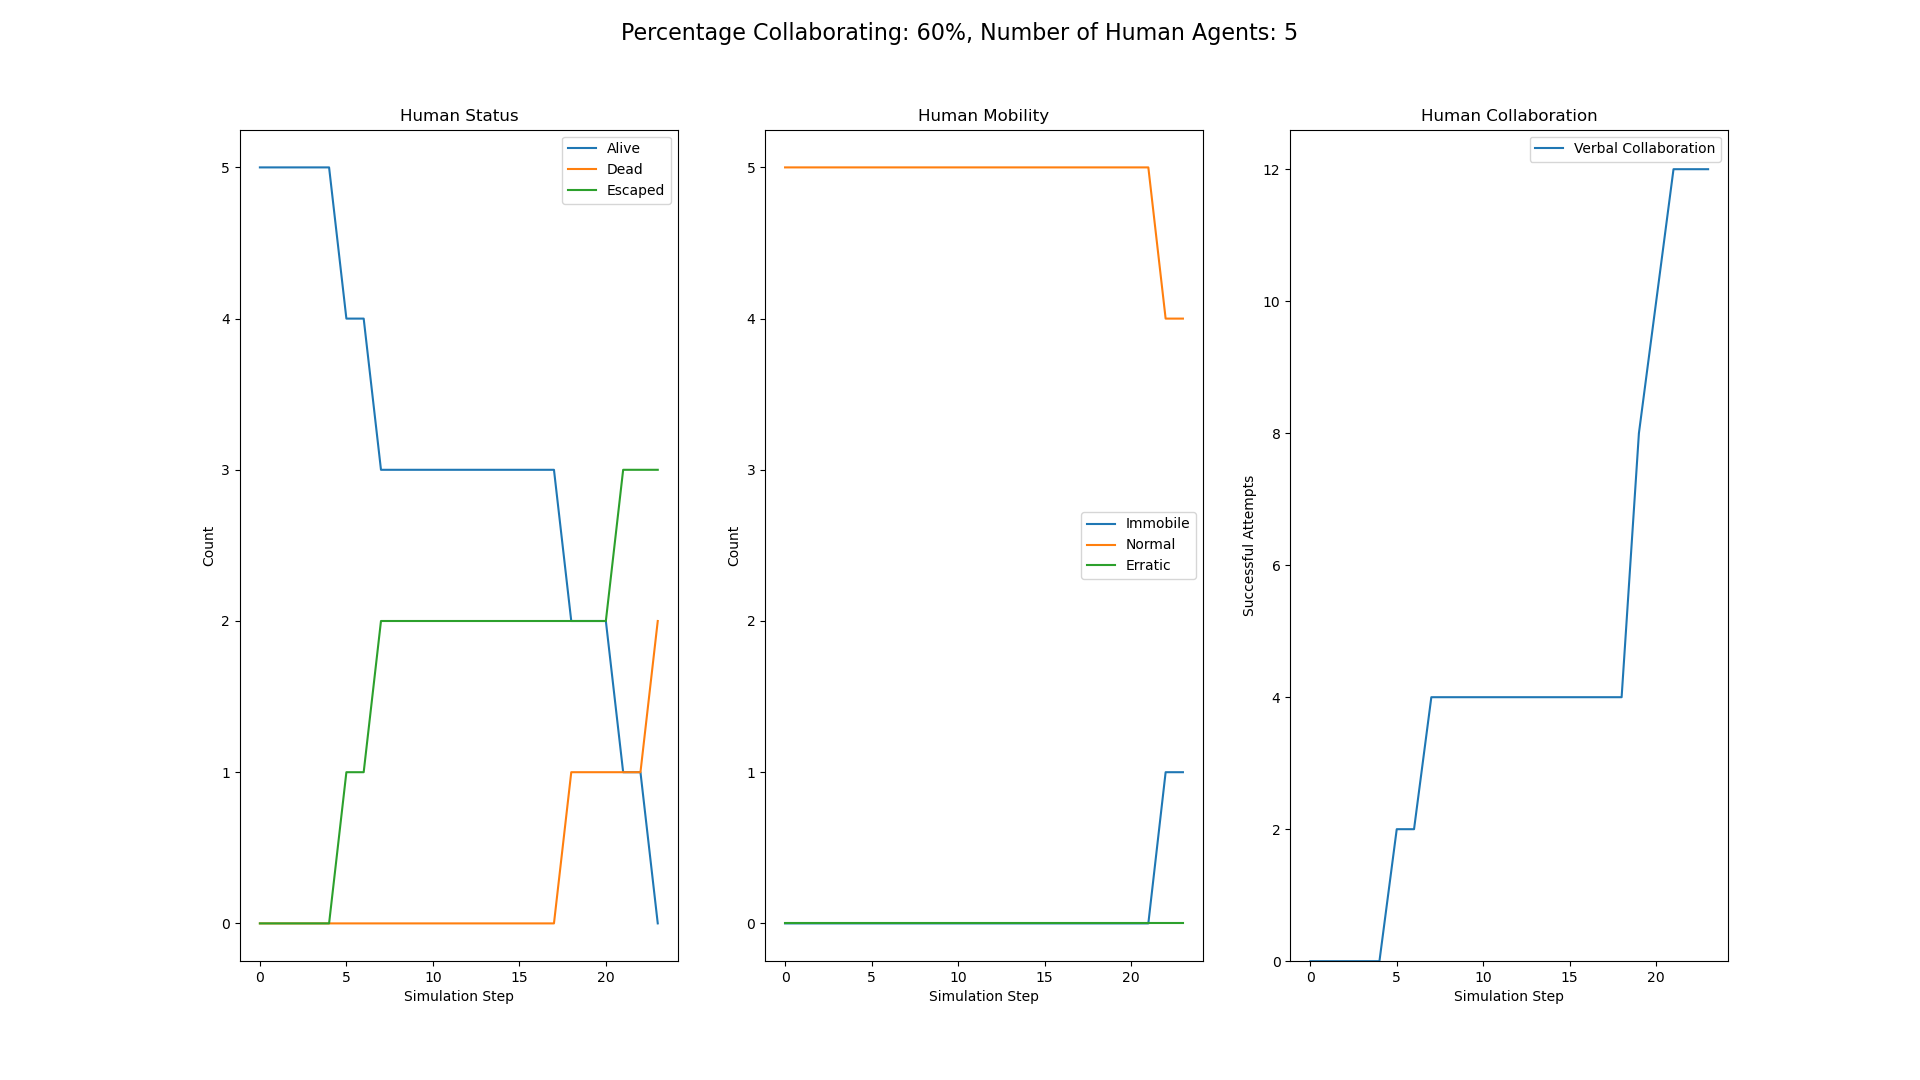 Percentage Collaborating: 60%, Number of Human Agents: 5
Human Status
Alive
Dead
Escaped
5
4
3
2
1
0
Count
0 5 10 15 20
Simulation Step
Human Mobility
5
4
3
2
1
0
Count
Immobile
Normal
Erratic
0 5 10 15 20
Simulation Step
Human Collaboration
Verbal Collaboration
12
10
8
6
4
2
0
Successful Attempts
0 5 10 15 20
Simulation Step